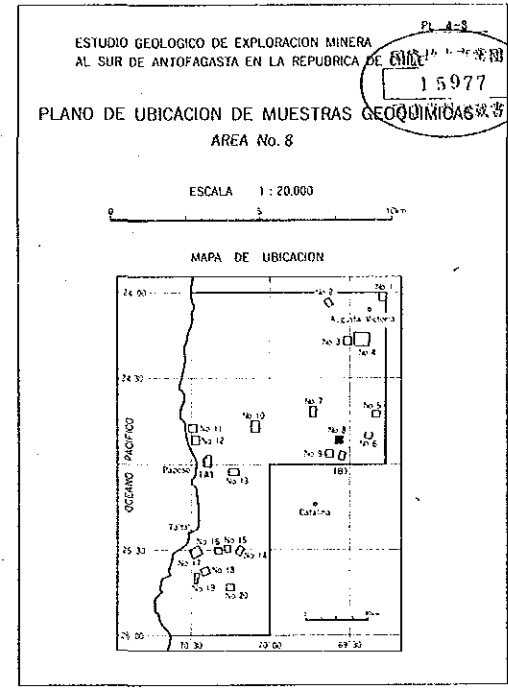 PL 4-8
ESTUDIO GEOLOGICO DE EXPLORACION MINERA
AL SUR DE ANTOFAGASTA EN LA REPUBRICA DE CHILE
15977
PLANO DE UBICACION DE MUESTRAS GEOQUIMICAS
AREA No. 8
ESCALA 1 : 20.000
0 5 10km
MAPA DE UBICACION
24 00
No 2
No 1
Augusta Victoria
No 3
No 4
24 30
No 7
No 5
No 10
No 11
No 8
No 12
No 6
No 9
OCEANO PACIFICO
Paposo
(A)
No 13
(B)
Catalina
Taltal
25 30
No 16
No 15
No 14
No 17
No 18
No 19
No 20
26 00
70 30
70 00
69 30